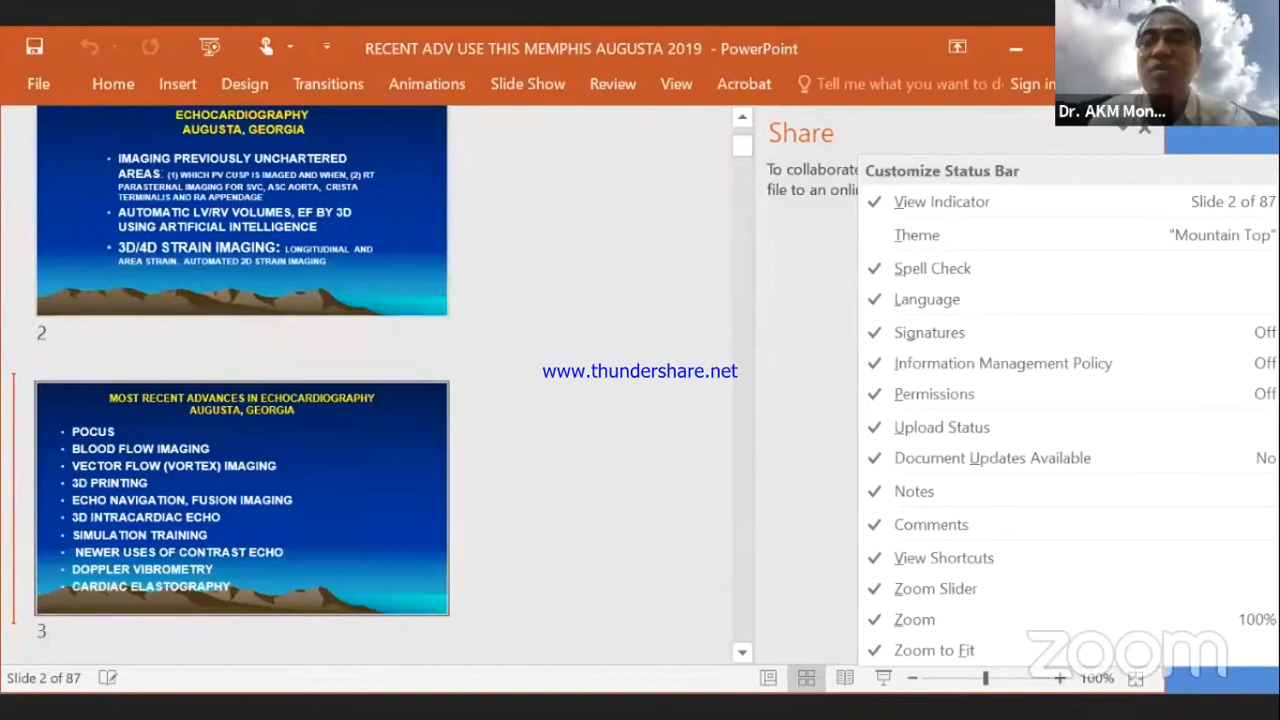 RECENT ADV USE THIS MEMPHIS AUGUSTA 2019 - PowerPoint
File Home Insert Design Transitions Animations Slide Show Review View Acrobat Tell me what you want to d Sign in
Dr. AKM Mon...
ECHOCARDIOGRAPHY
AUGUSTA, GEORGIA
• IMAGING PREVIOUSLY UNCHARTERED
AREAS: (1) WHICH PV CUSP IS IMAGED AND WHEN, (2) RT
PARASTERNAL IMAGING FOR SVC, ASC AORTA, CRISTA
TERMINALIS AND RA APPENDAGE
• AUTOMATIC LV/RV VOLUMES, EF BY 3D
USING ARTIFICIAL INTELLIGENCE
• 3D/4D STRAIN IMAGING: LONGITUDINAL AND
AREA STRAIN. AUTOMATED 2D STRAIN IMAGING
2
MOST RECENT ADVANCES IN ECHOCARDIOGRAPHY
AUGUSTA, GEORGIA
• POCUS
• BLOOD FLOW IMAGING
• VECTOR FLOW (VORTEX) IMAGING
• 3D PRINTING
• ECHO NAVIGATION, FUSION IMAGING
• 3D INTRACARDIAC ECHO
• SIMULATION TRAINING
• NEWER USES OF CONTRAST ECHO
• DOPPLER VIBROMETRY
• CARDIAC ELASTOGRAPHY
3
www.thundershare.net
Share
To collaborate
file to an onli
Customize Status Bar
View Indicator Slide 2 of 87
Theme "Mountain Top"
Spell Check
Language
Signatures Off
Information Management Policy Off
Permissions Off
Upload Status
Document Updates Available No
Notes
Comments
View Shortcuts
Zoom Slider
Zoom 100%
Zoom to Fit
zoom
Slide 2 of 87
100%